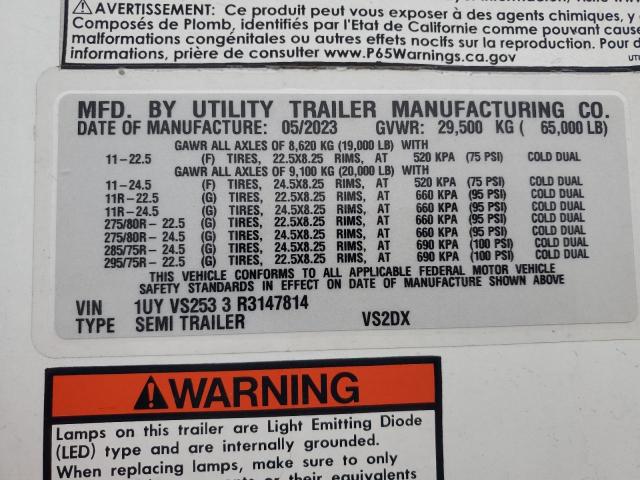 ⚠AVERTISSEMENT: Ce produit peut vous exposer à des agents chimiques, y
Composés de Plomb, identifiés par l'Etat de Californie comme pouvant cause
malformations congénitales ou autres effets nocifs sur la reproduction. Pour d
informations, prière de consulter www.P65Warnings.ca.gov
MFD. BY UTILITY TRAILER MANUFACTURING CO.
DATE OF MANUFACTURE: 05/2023 GVWR: 29,500 KG ( 65,000 LB)
GAWR ALL AXLES OF 8,620 KG (19,000 LB) WITH
11-22.5 (F) TIRES, 22.5X8.25 RIMS, AT 520 KPA (75 PSI) COLD DUAL
GAWR ALL AXLES OF 9,100 KG (20,000 LB) WITH
11-24.5 (F) TIRES, 24.5X8.25 RIMS, AT 520 KPA (75 PSI) COLD DUAL
11R-22.5 (G) TIRES, 22.5X8.25 RIMS, AT 660 KPA (95 PSI) COLD DUAL
11R-24.5 (G) TIRES, 24.5X8.25 RIMS, AT 660 KPA (95 PSI) COLD DUAL
275/80R-22.5 (G) TIRES, 22.5X8.25 RIMS, AT 660 KPA (95 PSI) COLD DUAL
275/80R-24.5 (G) TIRES, 24.5X8.25 RIMS, AT 660 KPA (95 PSI) COLD DUAL
285/75R-24.5 (G) TIRES, 24.5X8.25 RIMS, AT 690 KPA (100 PSI) COLD DUAL
295/75R-22.5 (G) TIRES, 22.5X8.25 RIMS, AT 690 KPA (100 PSI) COLD DUAL
THIS VEHICLE CONFORMS TO ALL APPLICABLE FEDERAL MOTOR VEHICLE
SAFETY STANDARDS IN EFFECT ON DATE OF MANUFACTURE SHOWN ABOVE
VIN 1UY VS253 3 R3147814
TYPE SEMI TRAILER VS2DX
⚠WARNING
Lamps on this trailer are Light Emitting Diode
(LED) type and are internally grounded.
When replacing lamps, make sure to only
or their equivalents